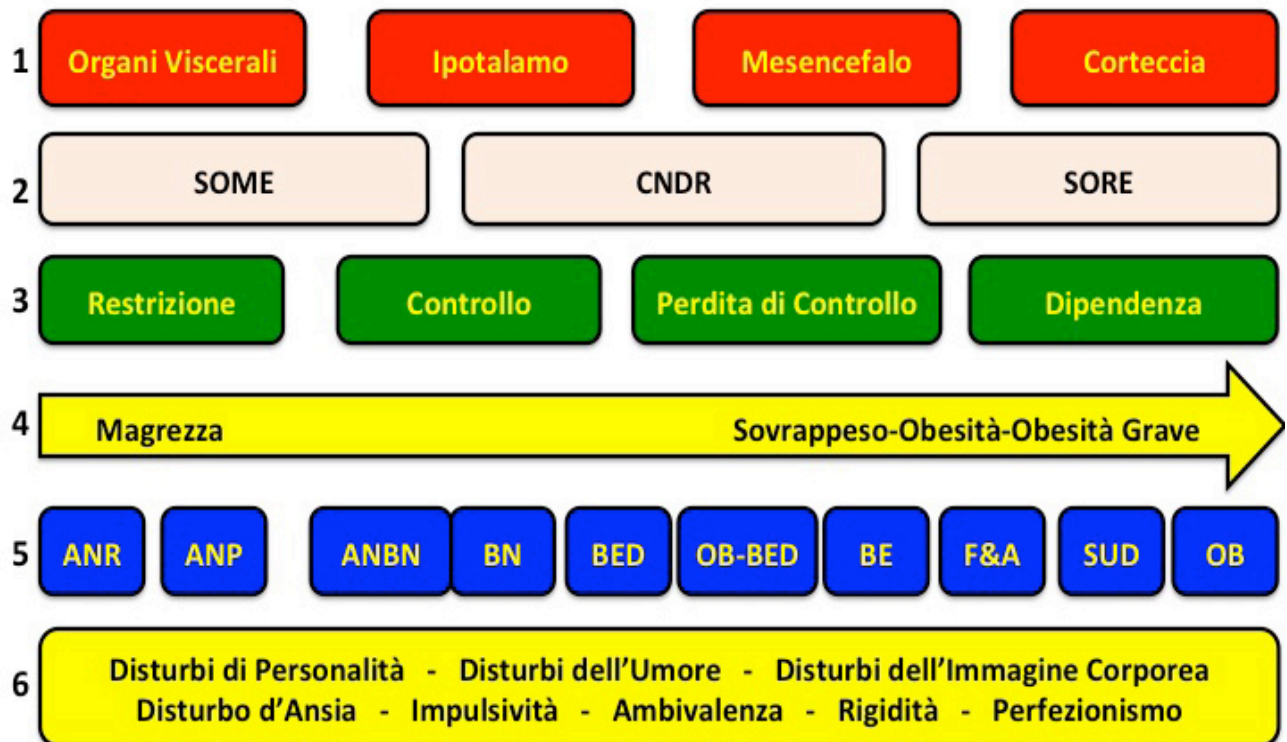 1 Organi Viscerali Ipotalamo Mesencefalo Corteccia
2 SOME CNDR SORE
3 Restrizione Controllo Perdita di Controllo Dipendenza
4 Magrezza Sovrappeso-Obesità-Obesità Grave
5 ANR ANP ANBN BN BED OB-BED BE F&A SUD OB
6 Disturbi di Personalità - Disturbi dell’Umore - Disturbi dell’Immagine Corporea
Disturbo d’Ansia - Impulsività - Ambivalenza - Rigidità - Perfezionismo